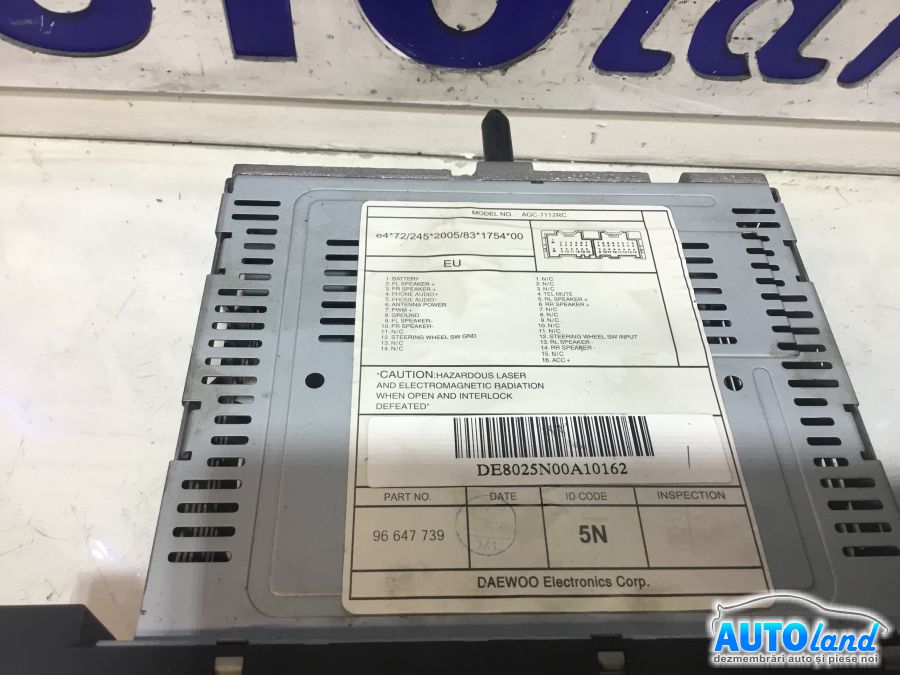 MODEL NO.: AGC-7117RC
e4*72/245*2005/83*1754*00
EU
1. BATTERY
2. FL SPEAKER +
3. FR SPEAKER +
4. PHONE AUDIO+
5. PHONE AUDIO-
6. ANTENNA POWER
7. PWM +
8. GROUND
9. FL SPEAKER-
10. FR SPEAKER-
11. N/C
12. STEERING WHEEL SW GND
13. N/C
14. N/C
1. N/C
2. N/C
3. N/C
4. TEL MUTE
5. RL SPEAKER +
6. RR SPEAKER +
7. N/C
8. N/C
9. N/C
10. N/C
11. N/C
12. STEERING WHEEL SW INPUT
13. RL SPEAKER -
14. RR SPEAKER -
15. N/C
16. ACC +
"CAUTION:HAZARDOUS LASER
AND ELECTROMAGNETIC RADIATION
WHEN OPEN AND INTERLOCK
DEFEATED"
DE8025N00A10162
PART NO. DATE ID CODE INSPECTION
96 647 739 5N
DAEWOO Electronics Corp.
AUTOland
dezmembrări auto și piese noi